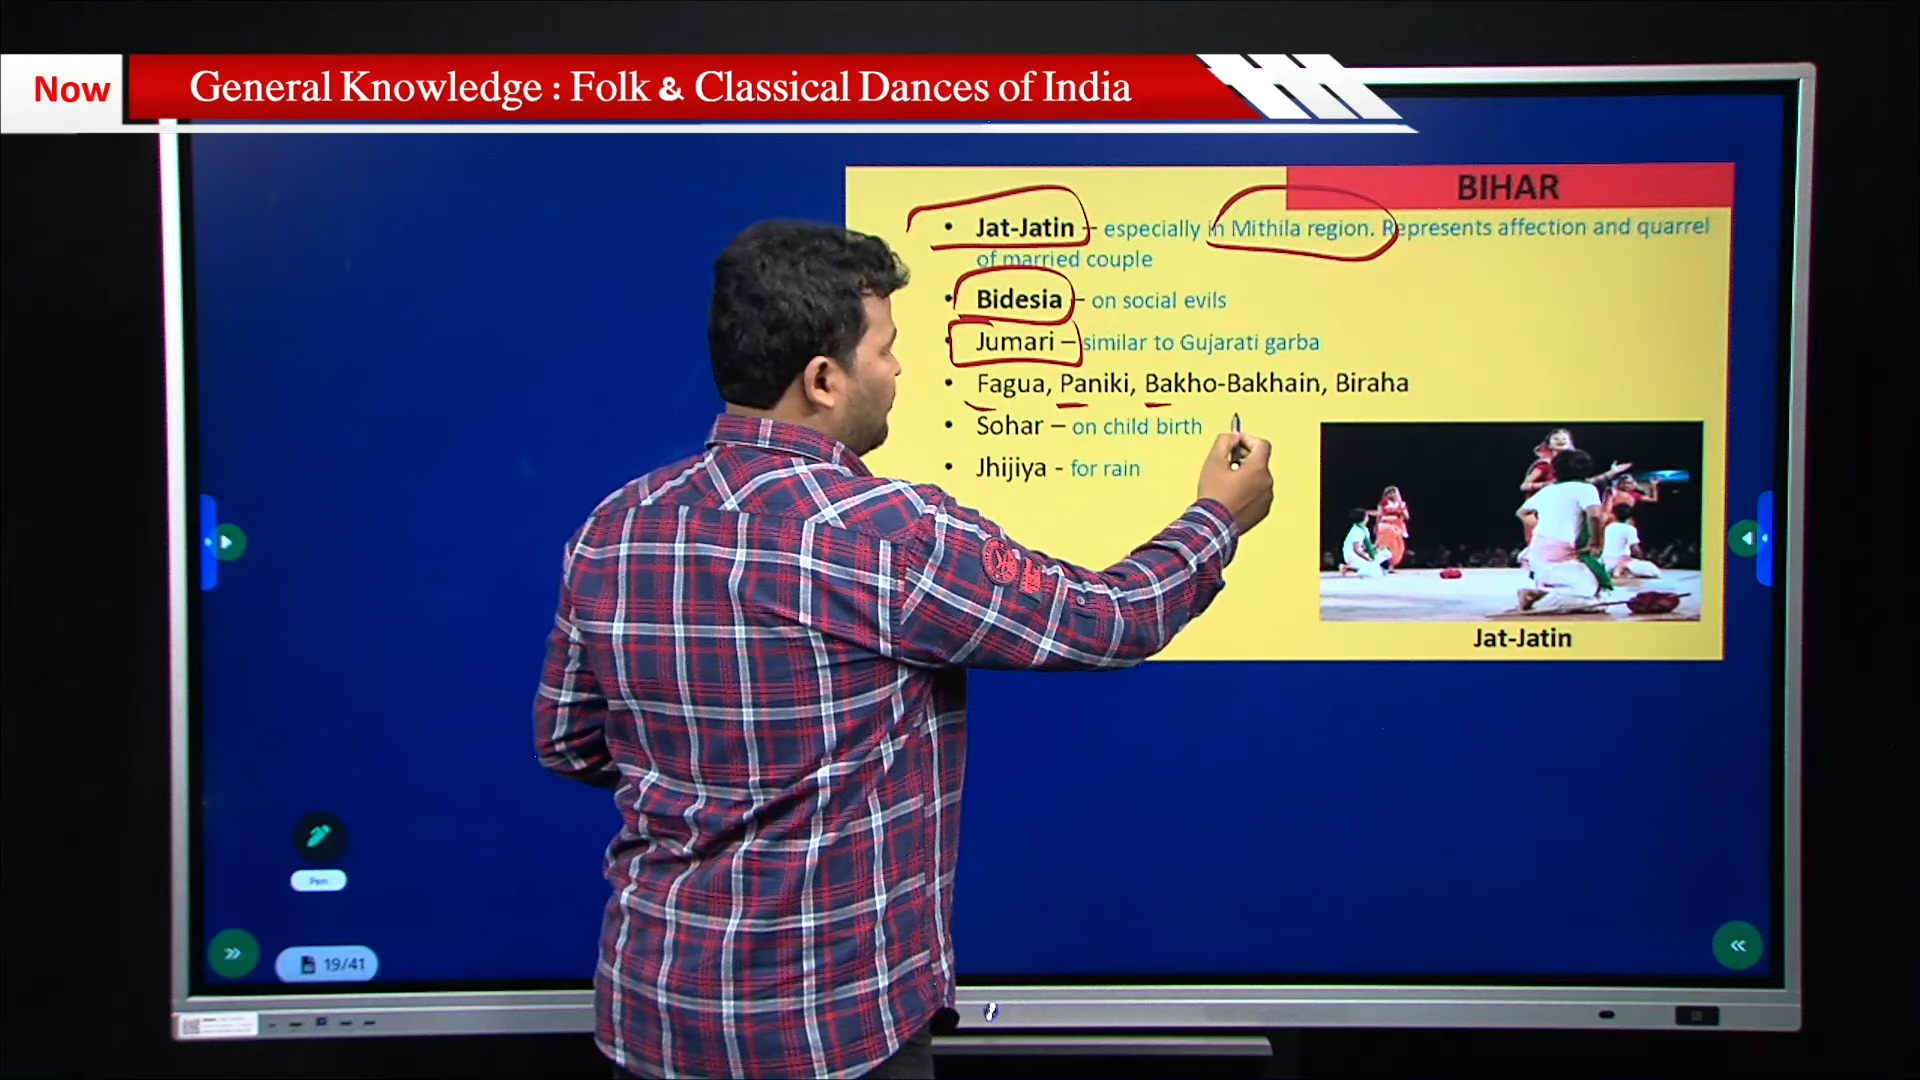 Now
General Knowledge : Folk & Classical Dances of India
BIHAR
• Jat-Jatin – especially in Mithila region. Represents affection and quarrel
of married couple
• Bidesia – on social evils
• Jumari – similar to Gujarati garba
• Fagua, Paniki, Bakho-Bakhain, Biraha
• Sohar – on child birth
• Jhijiya - for rain
Jat-Jatin
Pen
19/41